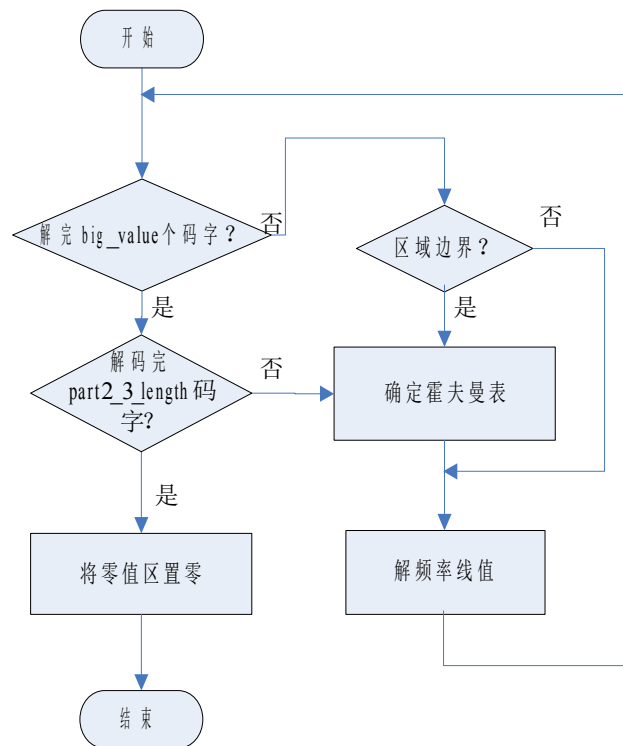 开始
解完big_value个码字？
否
区域边界？
否
是
是
解码完
part2_3_length码
字?
否
确定霍夫曼表
是
将零值区置零
解频率线值
结束